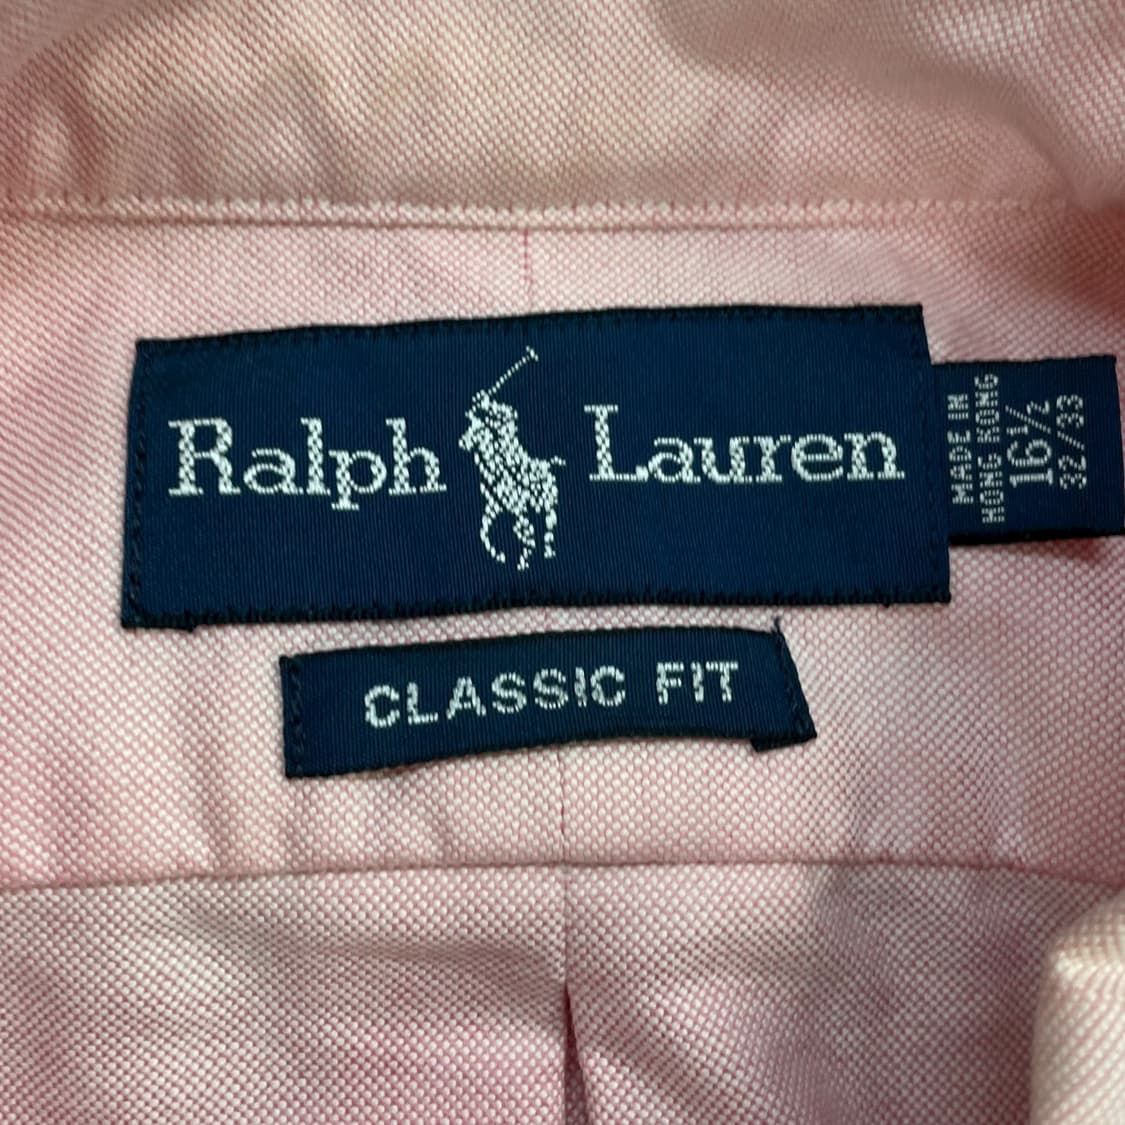 Ralph Lauren
MADE IN
HONG KONG
16½
32/33
CLASSIC FIT